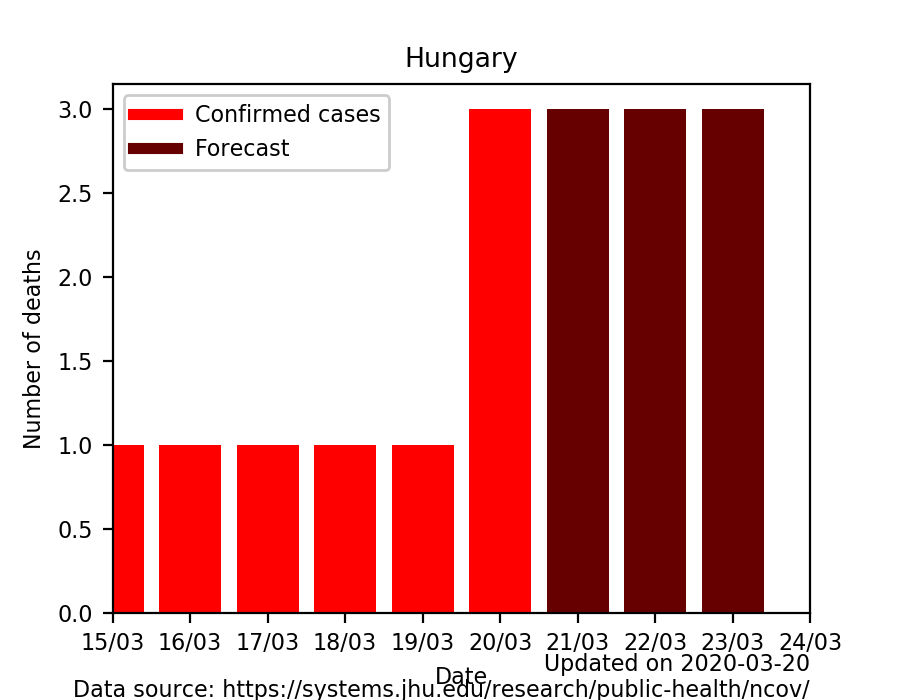 Hungary
Confirmed cases
Forecast
Number of deaths
3.0
2.5
2.0
1.5
1.0
0.5
0.0
15/03 16/03 17/03 18/03 19/03 20/03 21/03 22/03 23/03 24/03
Updated on 2020-03-20
Date
Data source: https://systems.jhu.edu/research/public-health/ncov/